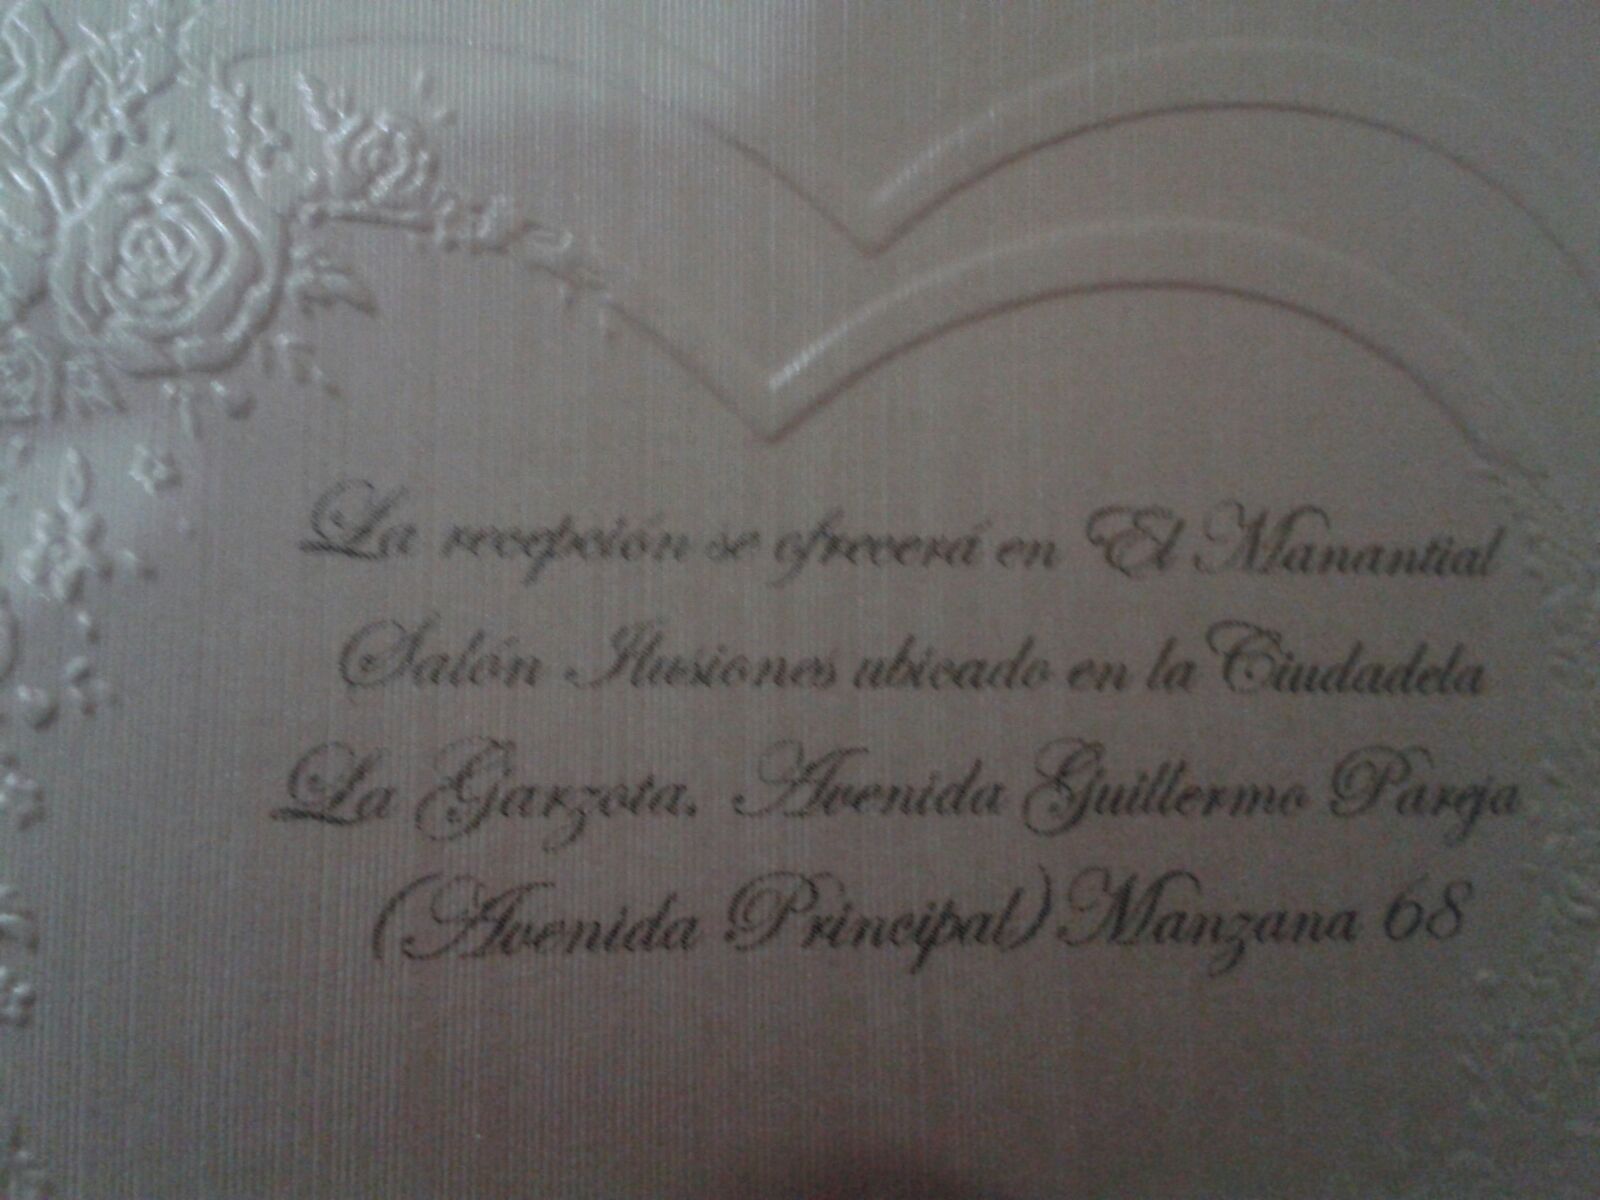 La recepción se ofrecerá en El Manantial
Salón Ilusiones ubicado en la Ciudadela
La Garzota. Avenida Guillermo Pareja
(Avenida Principal) Manzana 68